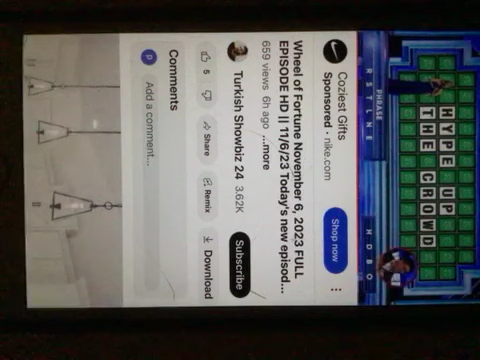 HYPE UP
THE CROWD
PHRASE
R S T L N E
H D B O
Coziest Gifts
Sponsored · nike.com
Shop now
Wheel of Fortune November 6, 2023 FULL
EPISODE HD || 11/6/23 Today's new episod...
659 views 6h ago ...more
Turkish Showbiz 24 3.62K
Subscribe
5
Share
Remix
Download
Comments
P
Add a comment...